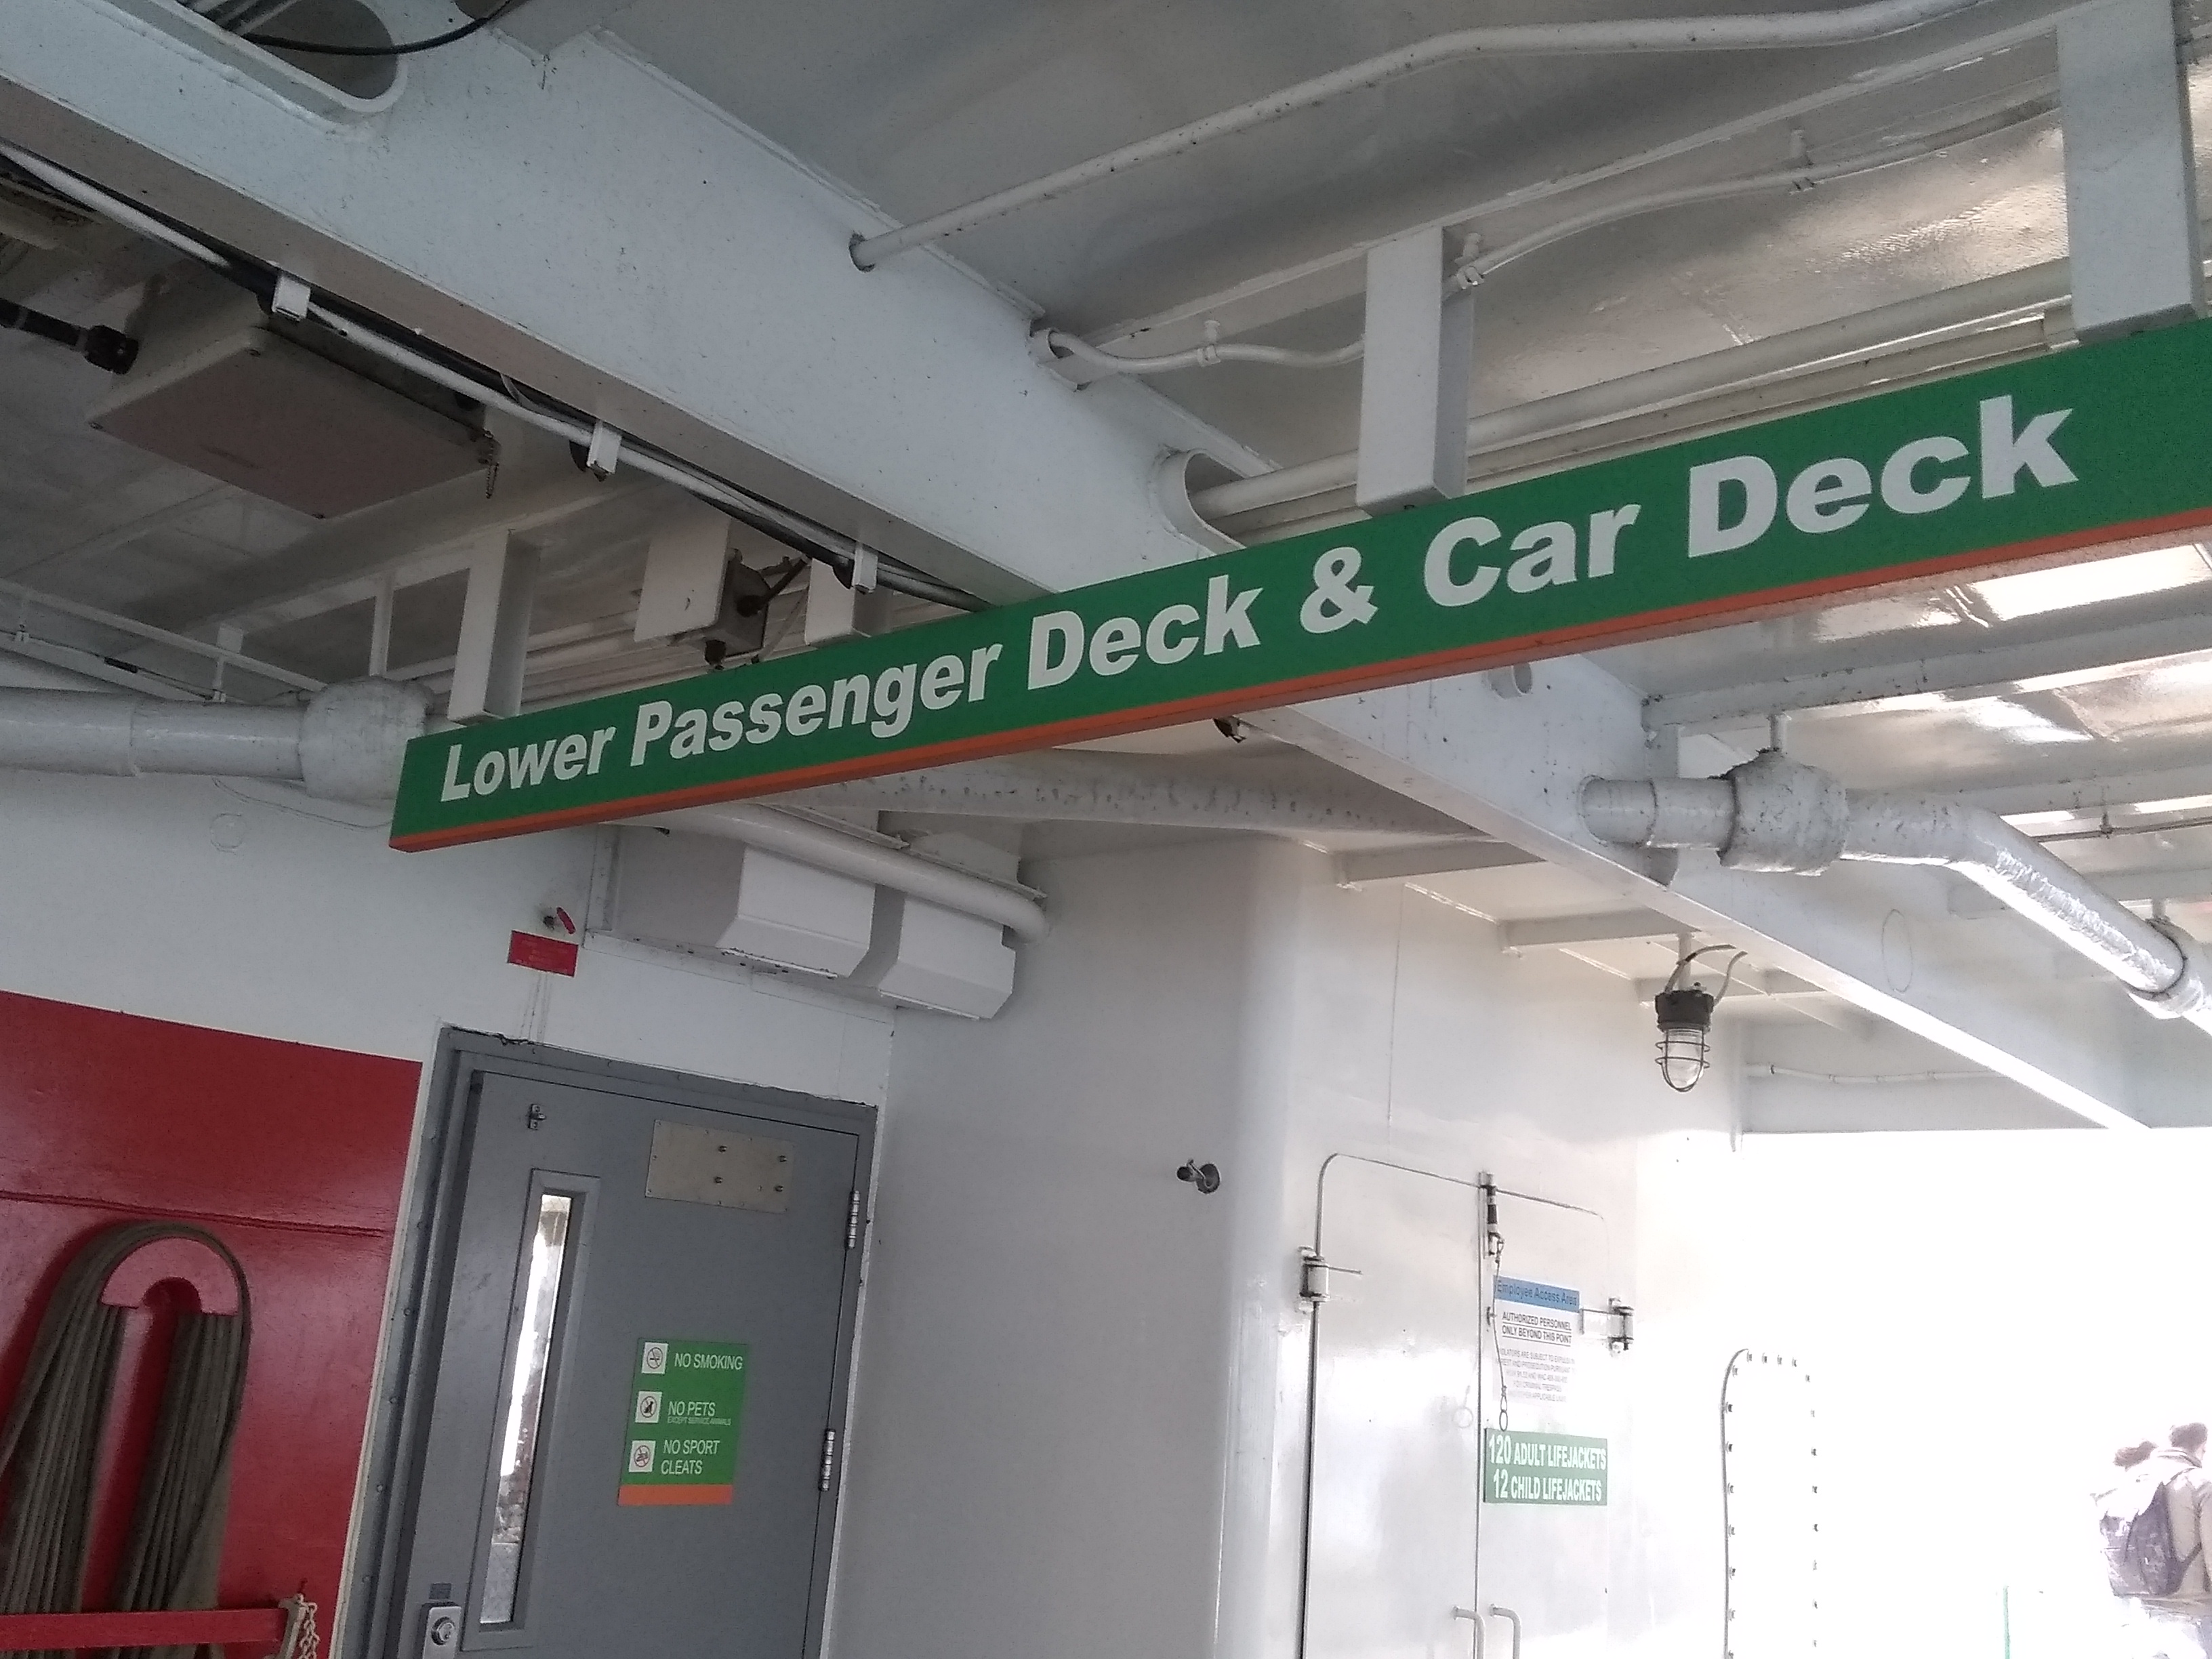 Lower Passenger Deck & Car Deck
NO SMOKING
NO PETS
EXCEPT SERVICE ANIMALS
NO SPORT
CLEATS
Employee Access Area
AUTHORIZED PERSONNEL
ONLY BEYOND THIS POINT
120 ADULT LIFEJACKETS
12 CHILD LIFEJACKETS